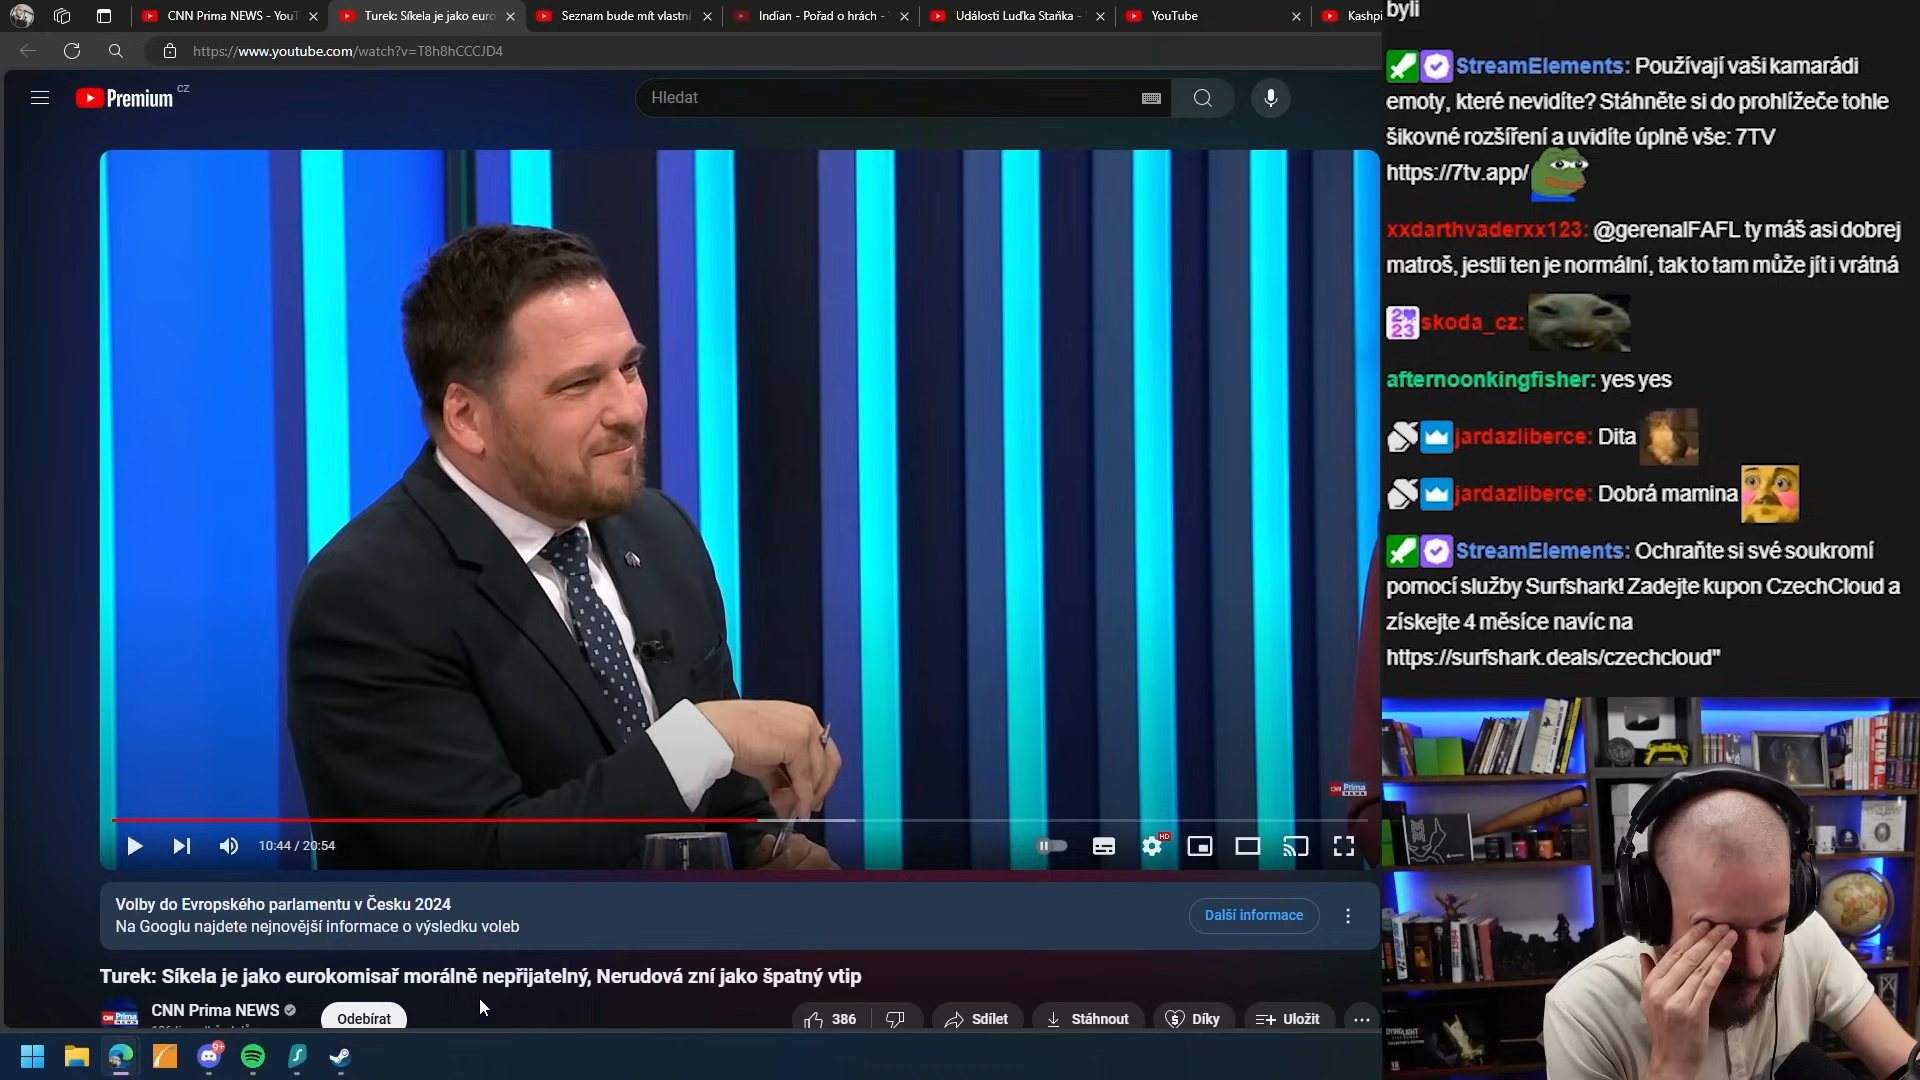 CNN Prima NEWS - YouT
Turek: Síkela je jako euro
Seznam bude mít vlastní
Indian - Pořad o hrách -
Události Luďka Staňka -
YouTube
Kashpi
https://www.youtube.com/watch?v=T8h8hCCCJD4
Premium CZ
Hledat
CNN Prima NEWS
10:44 / 20:54
HD
Volby do Evropského parlamentu v Česku 2024
Na Googlu najdete nejnovější informace o výsledku voleb
Další informace
Turek: Síkela je jako eurokomisař morálně nepřijatelný, Nerudová zní jako špatný vtip
CNN Prima NEWS
Odebírat
386
Sdílet
Stáhnout
Díky
Uložit
9+
byli
StreamElements: Používají vaši kamarádi
emoty, které nevidíte? Stáhněte si do prohlížeče tohle
šikovné rozšíření a uvidíte úplně vše: 7TV
https://7tv.app/
xxdarthvaderxx123: @gerenalFAFL ty máš asi dobrej
matroš, jestli ten je normální, tak to tam může jít i vrátná
2023 skoda_cz:
afternoonkingfisher: yes yes
jardazliberce: Dita
jardazliberce: Dobrá mamina
StreamElements: Ochraňte si své soukromí
pomocí služby Surfshark! Zadejte kupon CzechCloud a
získejte 4 měsíce navíc na
https://surfshark.deals/czechcloud"
1984